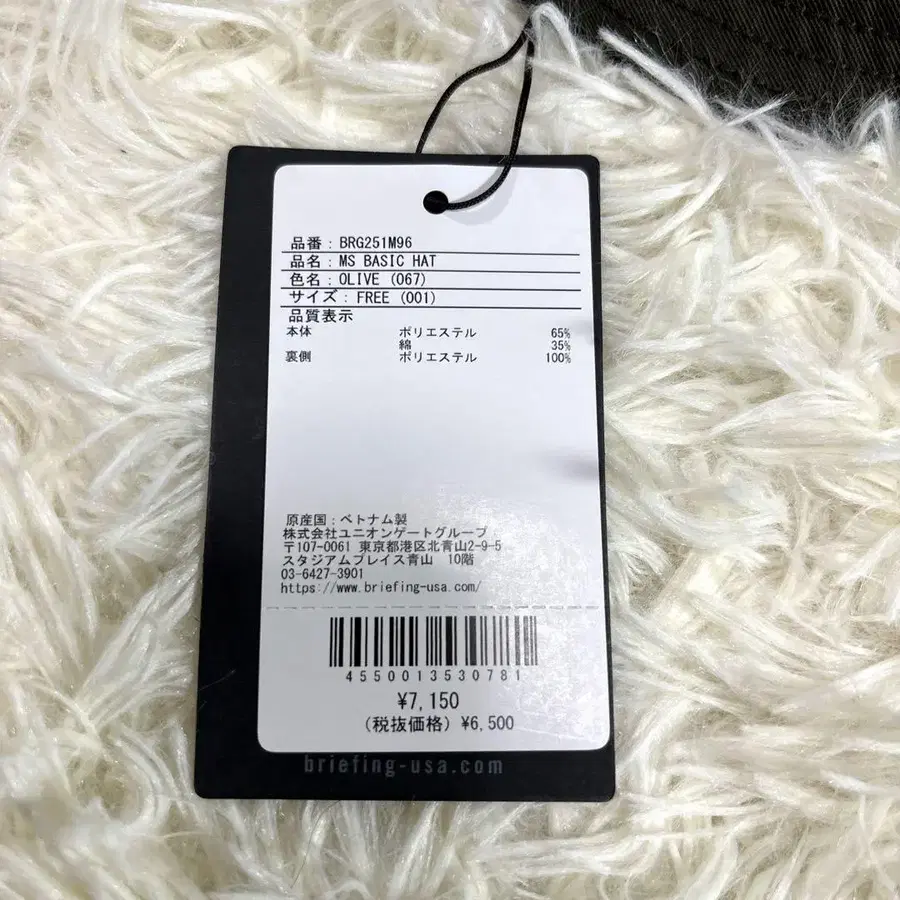 品番：BRG251M96
品名：MS BASIC HAT
色名：OLIVE (067)
サイズ：FREE (001)
品質表示
本体 ポリエステル 65%
綿 35%
裏側 ポリエステル 100%
原産国：ベトナム製
株式会社ユニオンゲートグループ
〒107-0061 東京都港区北青山2-9-5
スタジアムプレイス青山 10階
03-6427-3901
https://www.briefing-usa.com/
4550013530781
¥7,150
(税抜価格) ¥6,500
briefing-usa.com